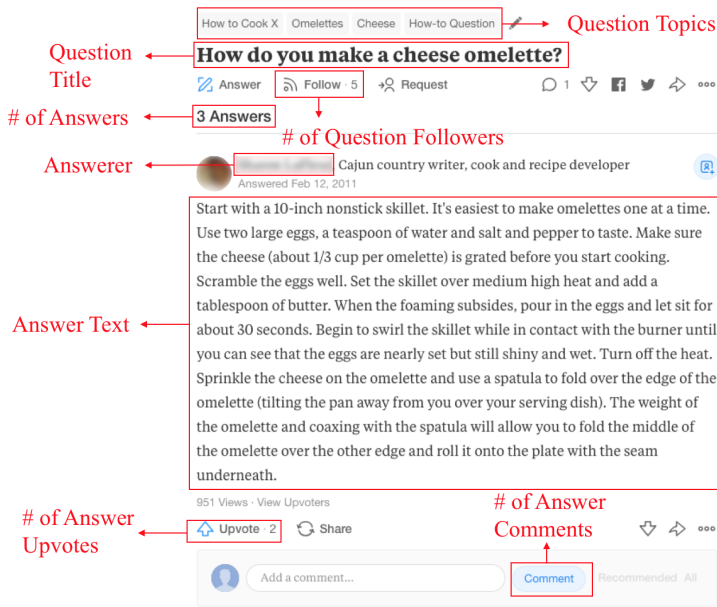 How to Cook X Omelettes Cheese How-to Question
Question Topics
Question Title
How do you make a cheese omelette?
Answer Follow · 5 Request 1
# of Answers
3 Answers
# of Question Followers
Answerer
, Cajun country writer, cook and recipe developer
Answered Feb 12, 2011
Answer Text
Start with a 10-inch nonstick skillet. It's easiest to make omelettes one at a time.
Use two large eggs, a teaspoon of water and salt and pepper to taste. Make sure
the cheese (about 1/3 cup per omelette) is grated before you start cooking.
Scramble the eggs well. Set the skillet over medium high heat and add a
tablespoon of butter. When the foaming subsides, pour in the eggs and let sit for
about 30 seconds. Begin to swirl the skillet while in contact with the burner until
you can see that the eggs are nearly set but still shiny and wet. Turn off the heat.
Sprinkle the cheese on the omelette and use a spatula to fold over the edge of the
omelette (tilting the pan away from you over your serving dish). The weight of
the omelette and coaxing with the spatula will allow you to fold the middle of
the omelette over the other edge and roll it onto the plate with the seam
underneath.
951 Views · View Upvoters
# of Answer
Upvotes
Upvote · 2 Share
# of Answer
Comments
Add a comment... Comment Recommended All